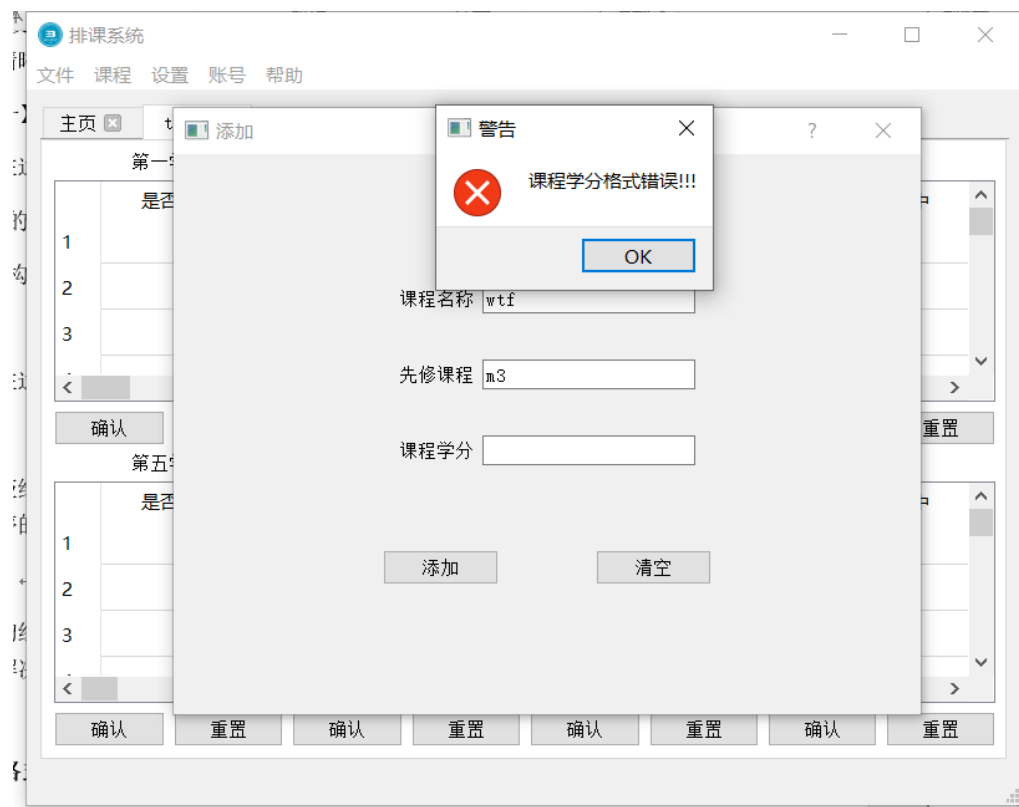 排课系统
文件 课程 设置 账号 帮助
主页
添加
?
警告
课程学分格式错误!!!
OK
第一
是否
1
2
3
课程名称 wtf
先修课程 m3
课程学分
确认
重置
第五
是否
1
2
3
添加 清空
确认 重置 确认 重置 确认 重置 确认 重置